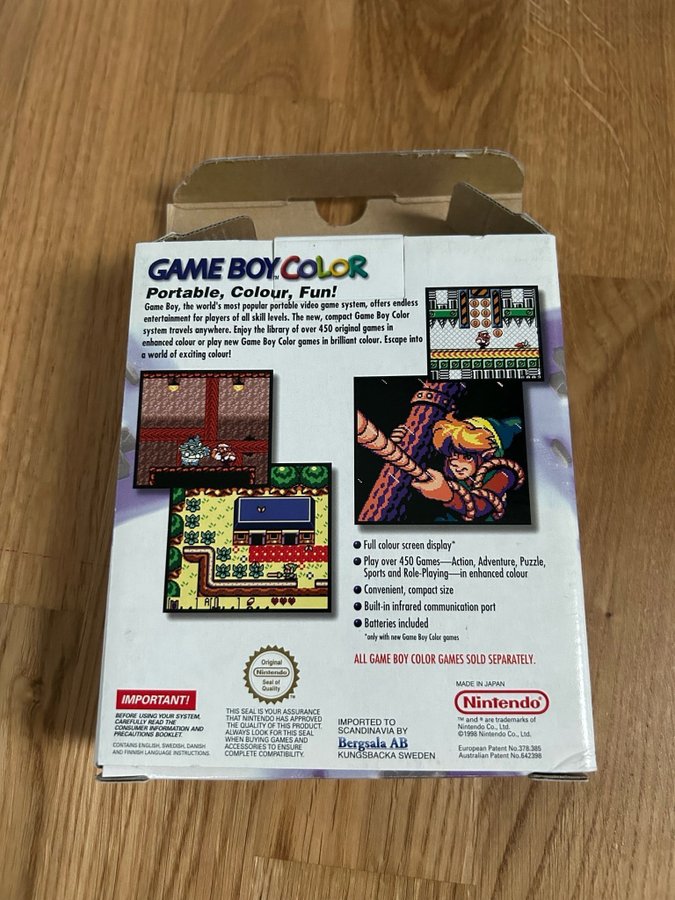 GAME BOY COLOR
Portable, Colour, Fun!
Game Boy, the world's most popular portable video game system, offers endless
entertainment for players of all skill levels. The new, compact Game Boy Color
system travels anywhere. Enjoy the library of over 450 original games in
enhanced colour or play new Game Boy Color games in brilliant colour. Escape into
a world of exciting colour!
• Full colour screen display*
• Play over 450 Games—Action, Adventure, Puzzle,
Sports and Role-Playing—in enhanced colour
• Convenient, compact size
• Built-in infrared communication port
• Batteries included
*only with new Game Boy Color games
ALL GAME BOY COLOR GAMES SOLD SEPARATELY.
IMPORTANT!
BEFORE USING YOUR SYSTEM,
CAREFULLY READ THE
CONSUMER INFORMATION AND
PRECAUTIONS BOOKLET.
CONTAINS ENGLISH, SWEDISH, DANISH
AND FINNISH LANGUAGE INSTRUCTIONS.
Original
Nintendo
Seal of
Quality
THIS SEAL IS YOUR ASSURANCE
THAT NINTENDO HAS APPROVED
THE QUALITY OF THIS PRODUCT.
ALWAYS LOOK FOR THIS SEAL
WHEN BUYING GAMES AND
ACCESSORIES TO ENSURE
COMPLETE COMPATIBILITY.
IMPORTED TO
SCANDINAVIA BY
Bergsala AB
KUNGSBACKA SWEDEN
MADE IN JAPAN
Nintendo®
™ and ® are trademarks of
Nintendo Co., Ltd.
©1998 Nintendo Co., Ltd.
European Patent No.378.385
Australian Patent No.642398